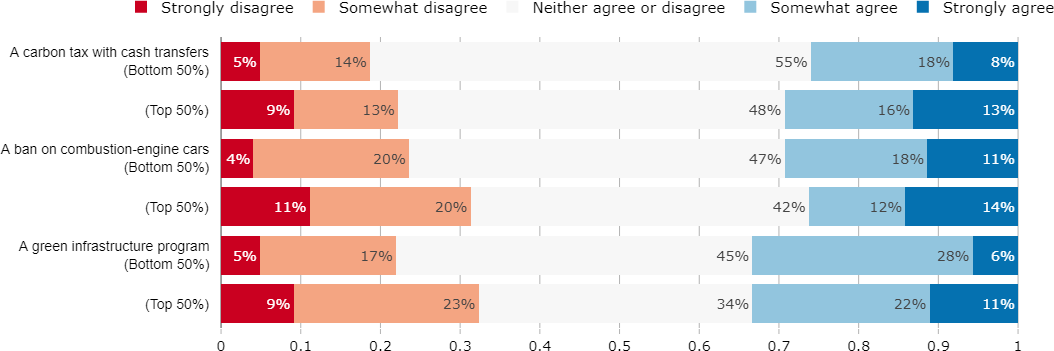 Strongly disagree Somewhat disagree Neither agree or disagree Somewhat agree Strongly agree
A carbon tax with cash transfers
(Bottom 50%) 5% 14% 55% 18% 8%
(Top 50%) 9% 13% 48% 16% 13%
A ban on combustion-engine cars
(Bottom 50%) 4% 20% 47% 18% 11%
(Top 50%) 11% 20% 42% 12% 14%
A green infrastructure program
(Bottom 50%) 5% 17% 45% 28% 6%
(Top 50%) 9% 23% 34% 22% 11%
0 0.1 0.2 0.3 0.4 0.5 0.6 0.7 0.8 0.9 1